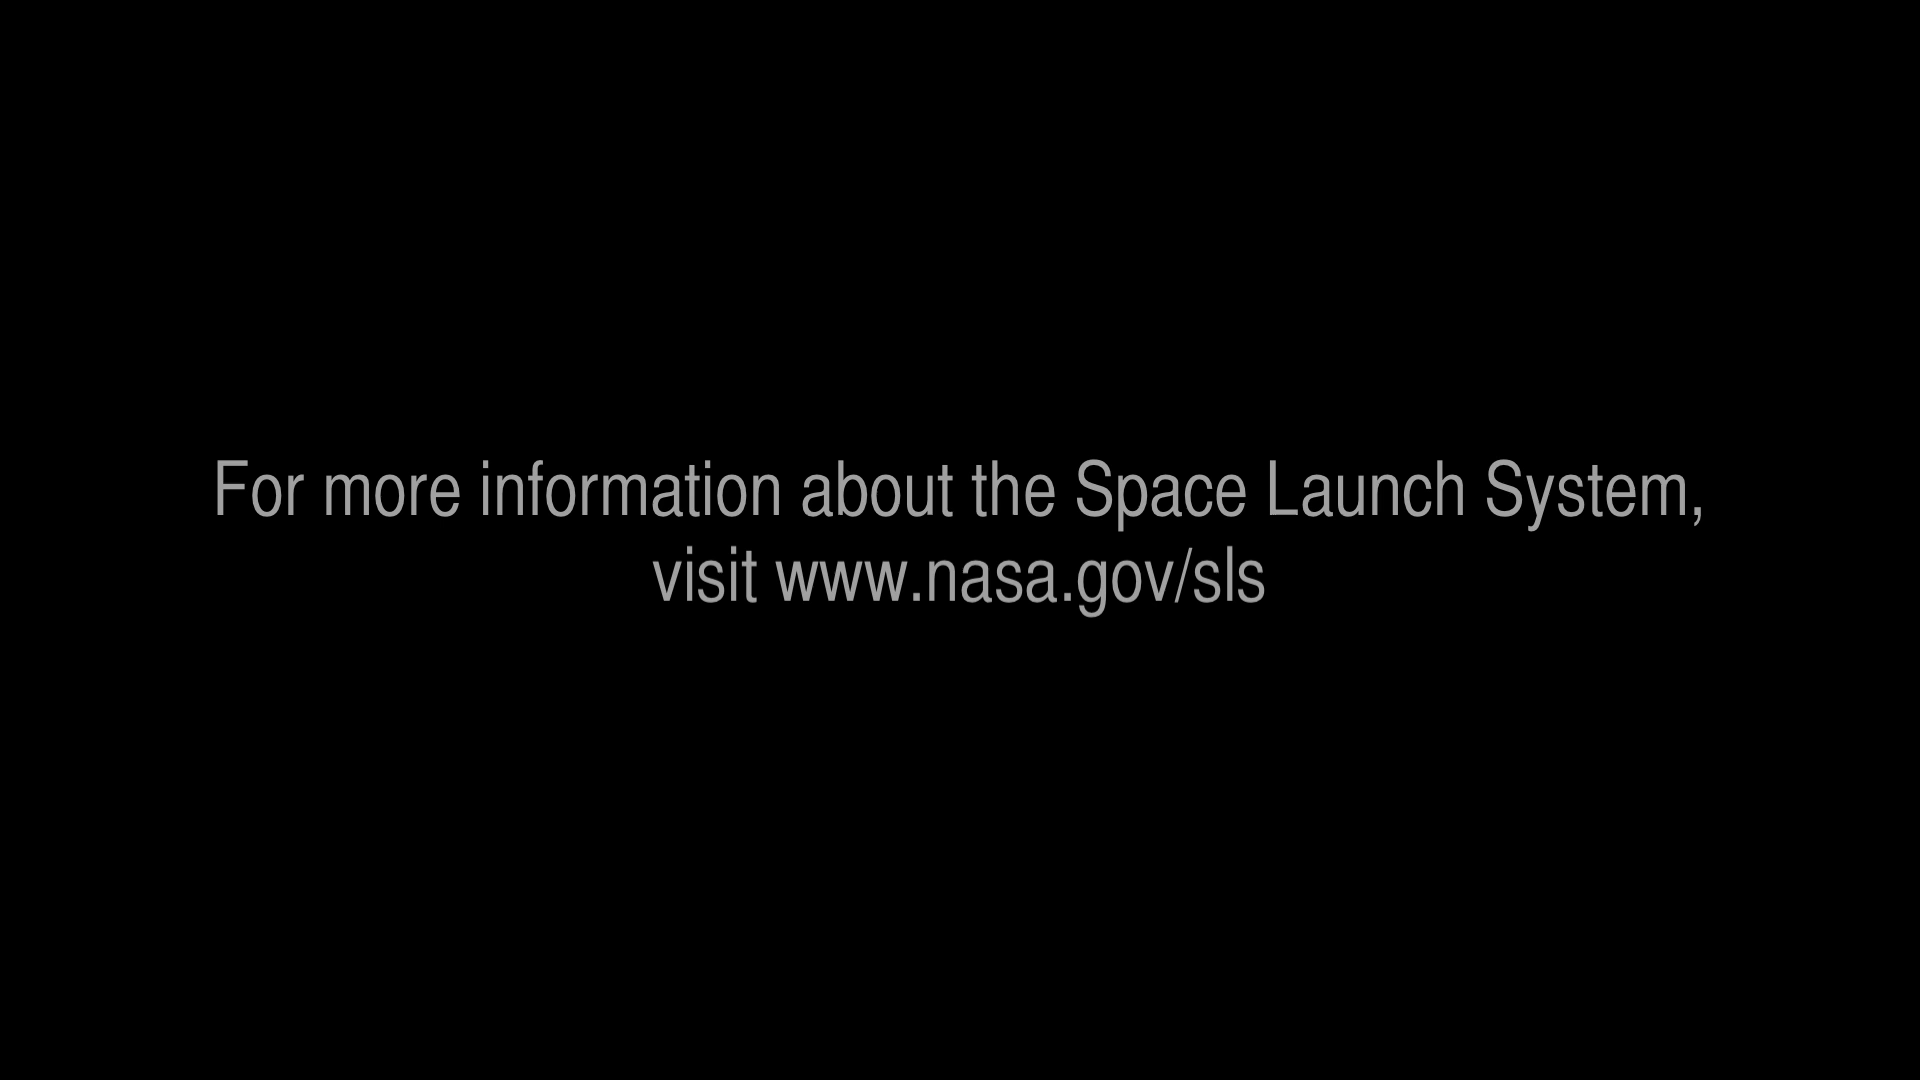 For more information about the Space Launch System,
visit www.nasa.gov/sls